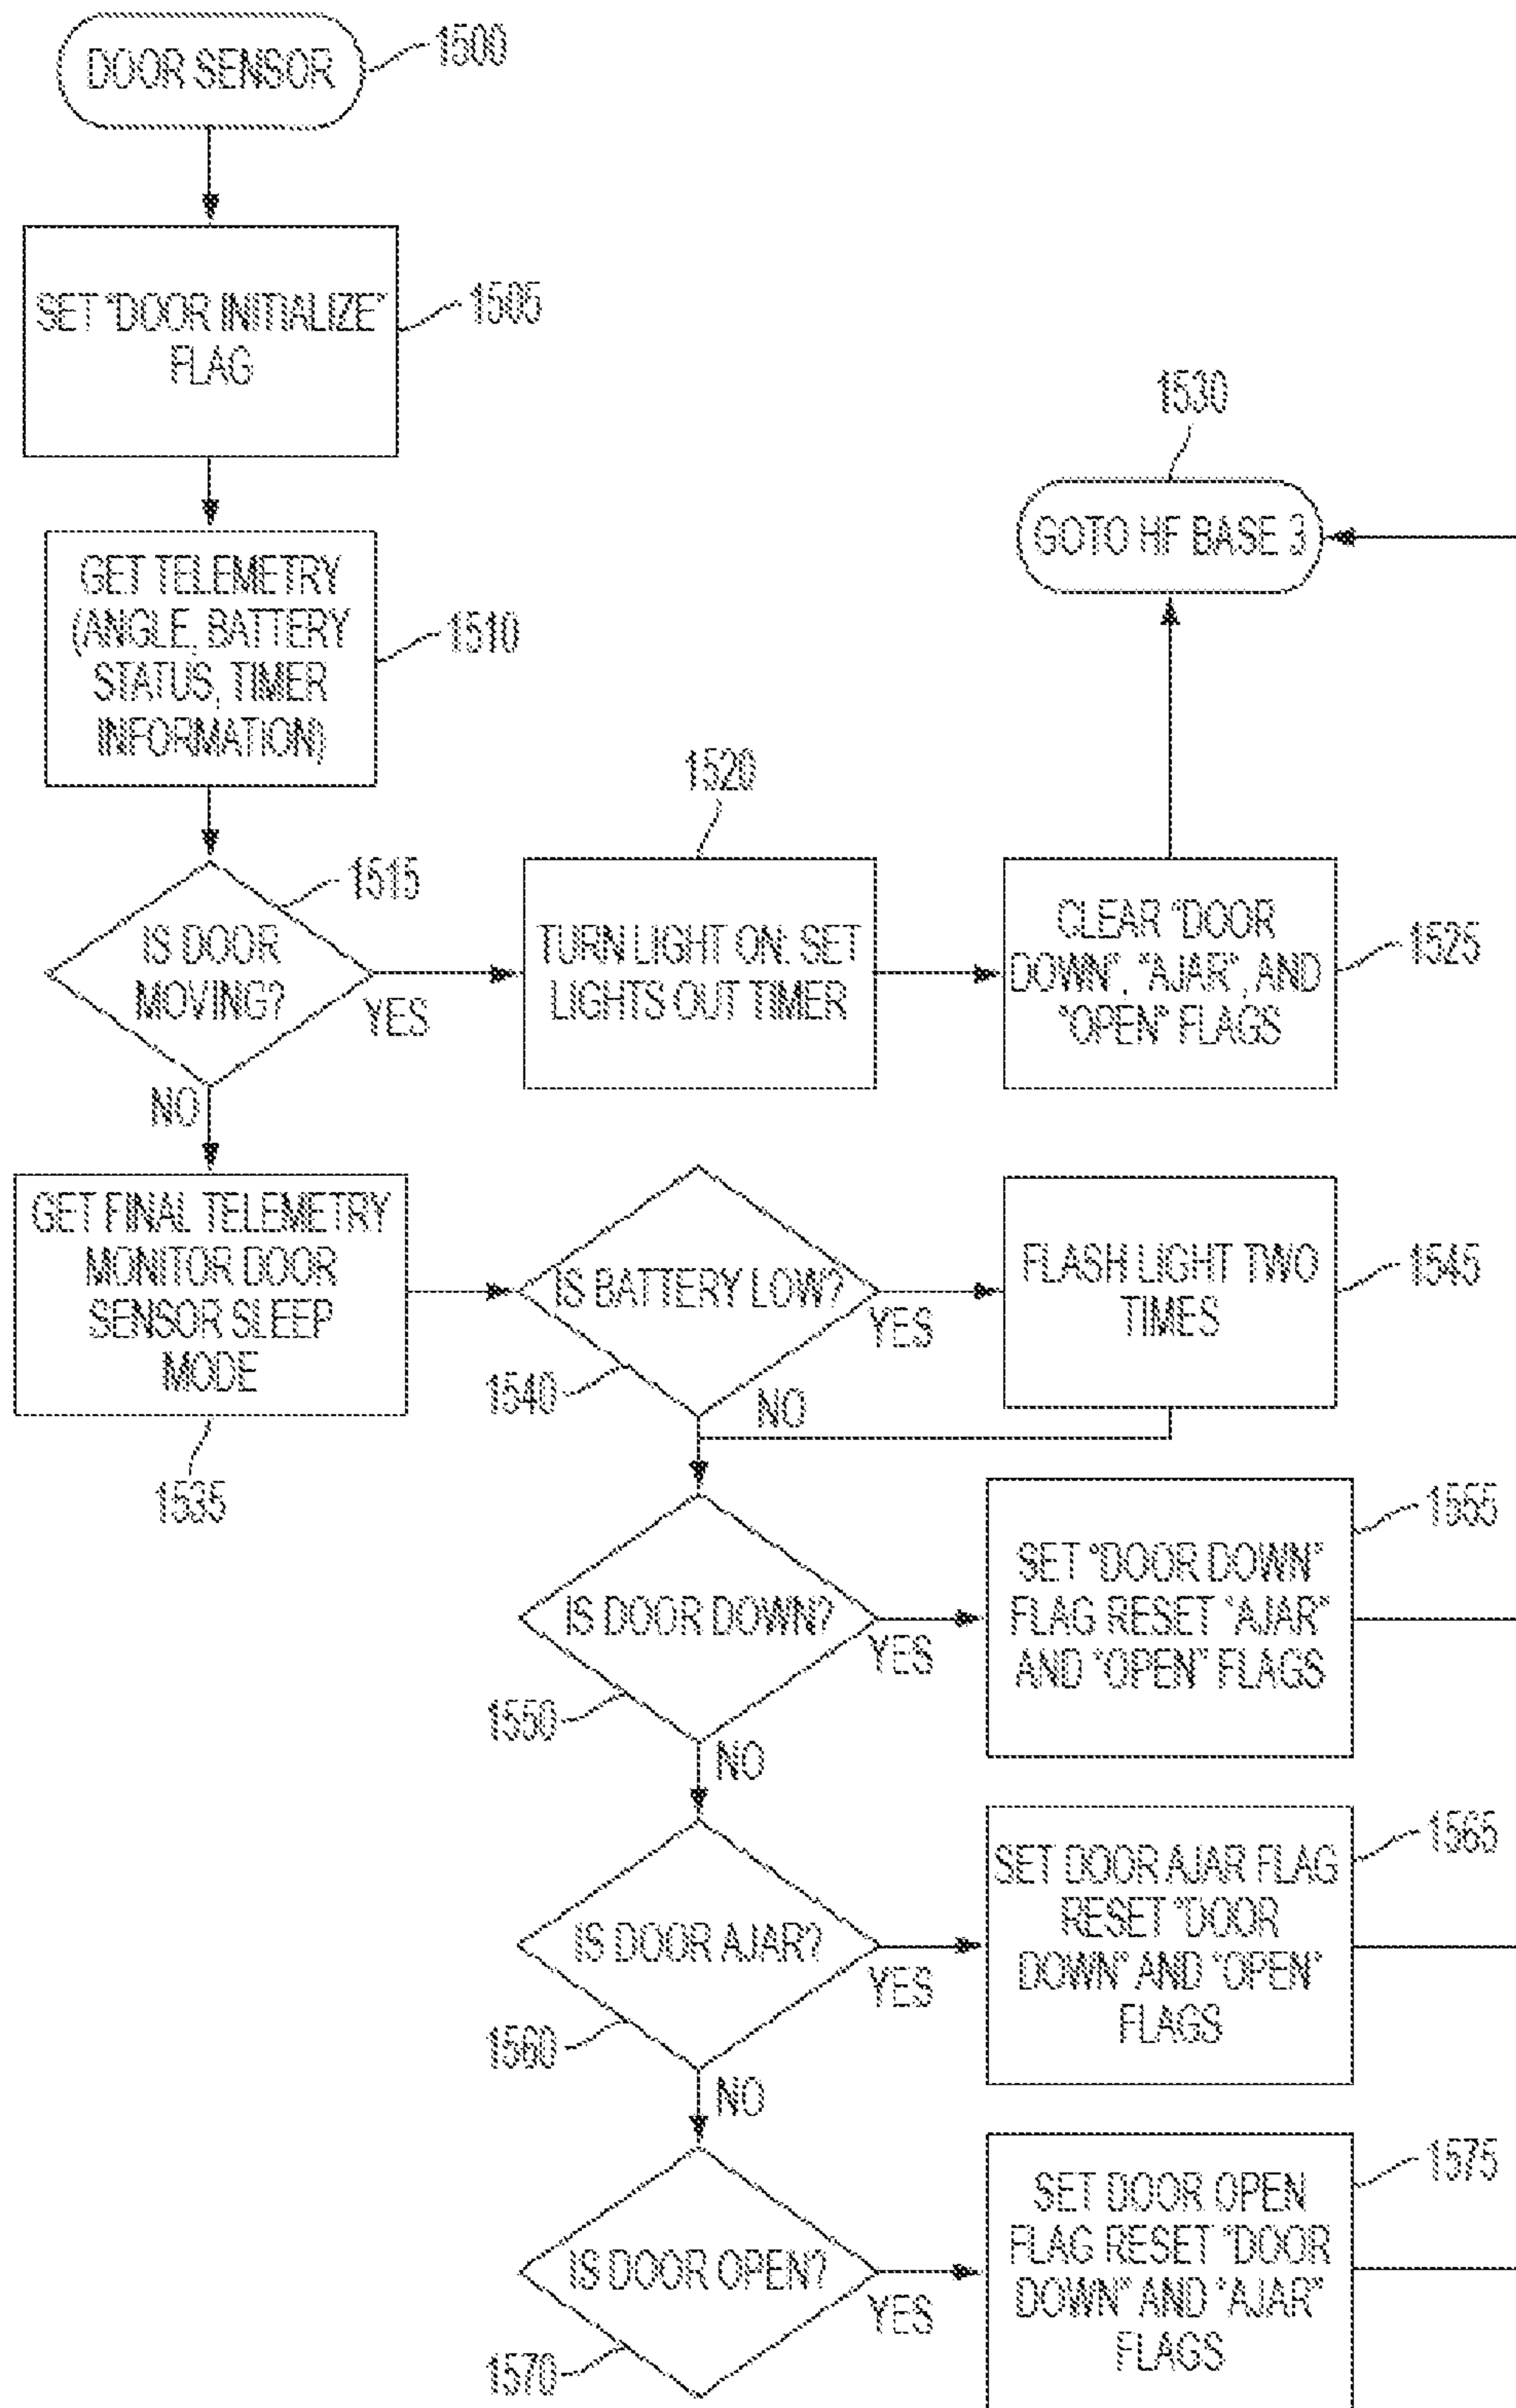 DOOR SENSOR
1500
SET "DOOR INITIALIZE"
FLAG
1505
GET TELEMETRY
(ANGLE, BATTERY
STATUS, TIMER
INFORMATION)
1510
IS DOOR
MOVING?
1515
YES
NO
TURN LIGHT ON: SET
LIGHTS OUT TIMER
1520
CLEAR "DOOR
DOWN", "AJAR", AND
"OPEN" FLAGS
1525
GOTO HF BASE 3
1530
GET FINAL TELEMETRY
MONITOR DOOR
SENSOR SLEEP
MODE
1535
IS BATTERY LOW?
1540
YES
NO
FLASH LIGHT TWO
TIMES
1545
IS DOOR DOWN?
1550
YES
NO
SET "DOOR DOWN"
FLAG RESET "AJAR"
AND "OPEN" FLAGS
1555
IS DOOR AJAR?
1560
YES
NO
SET DOOR AJAR FLAG
RESET "DOOR
DOWN" AND "OPEN"
FLAGS
1565
IS DOOR OPEN?
1570
YES
SET DOOR OPEN
FLAG RESET "DOOR
DOWN" AND "AJAR"
FLAGS
1575